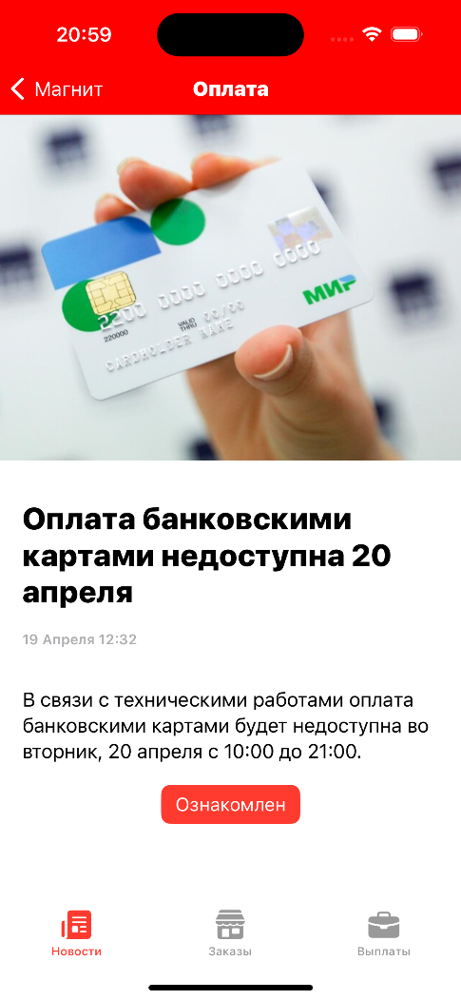 20:59
Магнит
Оплата
2200 0000 0000 0000
220000
VALID THRU 00/00
CARDHOLDER NAME
МИР
Оплата банковскими
картами недоступна 20
апреля
19 Апреля 12:32
В связи с техническими работами оплата
банковскими картами будет недоступна во
вторник, 20 апреля с 10:00 до 21:00.
Ознакомлен
Новости
Заказы
Выплаты